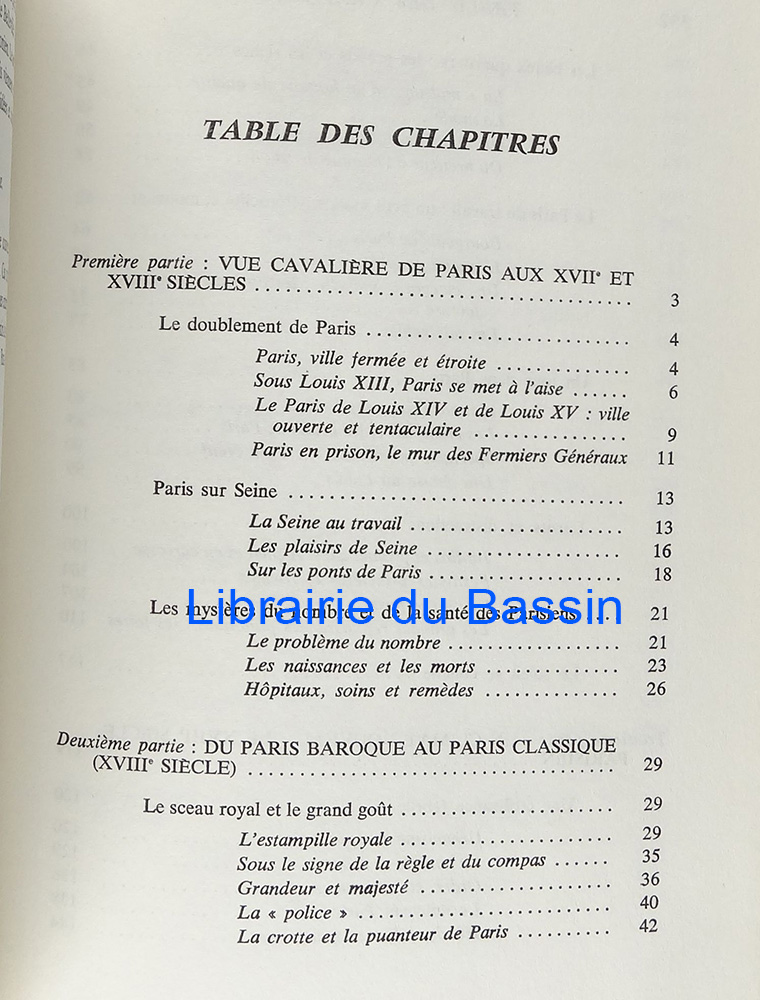 TABLE DES CHAPITRES
Première partie : VUE CAVALIÈRE DE PARIS AUX XVIIe ET
XVIIIe SIÈCLES ........................................ 3
Le doublement de Paris ............................ 4
Paris, ville fermée et étroite .............. 4
Sous Louis XIII, Paris se met à l'aise ...... 6
Le Paris de Louis XIV et de Louis XV : ville
ouverte et tentaculaire ................ 9
Paris en prison, le mur des Fermiers Généraux 11
Paris sur Seine .................................... 13
La Seine au travail ...................... 13
Les plaisirs de Seine .................... 16
Sur les ponts de Paris .................... 18
Les mystères du nombre et de la santé des Parisiens .... 21
Librairie du Bassin
Le problème du nombre .................. 21
Les naissances et les morts .............. 23
Hôpitaux, soins et remèdes .............. 26
Deuxième partie : DU PARIS BAROQUE AU PARIS CLASSIQUE
(XVIIIe SIÈCLE) ...................................... 29
Le sceau royal et le grand goût ...................... 29
L'estampille royale ...................... 29
Sous le signe de la règle et du compas ...... 35
Grandeur et majesté .................... 36
La « police » .......................... 40
La crotte et la puanteur de Paris .......... 42